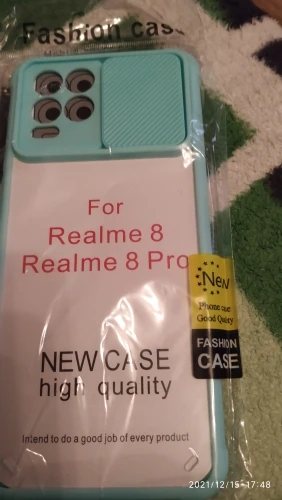 Fashion case
For
Realme 8
Realme 8 Pro
New
Phone case
Good Quality
FASHION
CASE
NEW CASE
high quality
Intend to do a good job of every product
2021/12/15 17:48